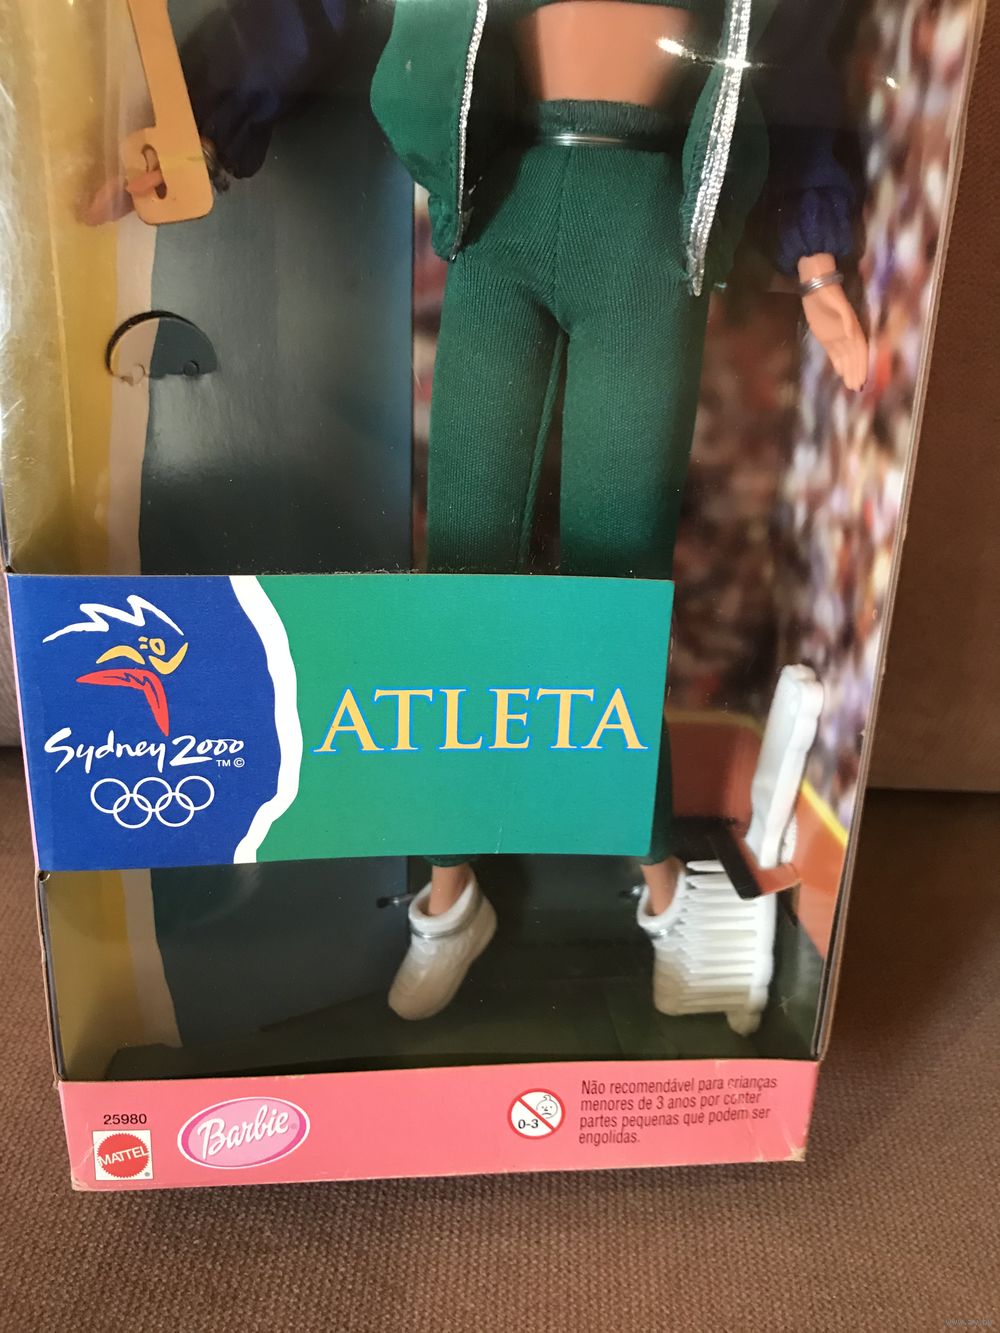 Sydney 2000
TM ©
ATLETA
25980
MATTEL
®
Barbie
0-3
Não recomendável para crianças
menores de 3 anos por conter
partes pequenas que podem ser
engolidas.